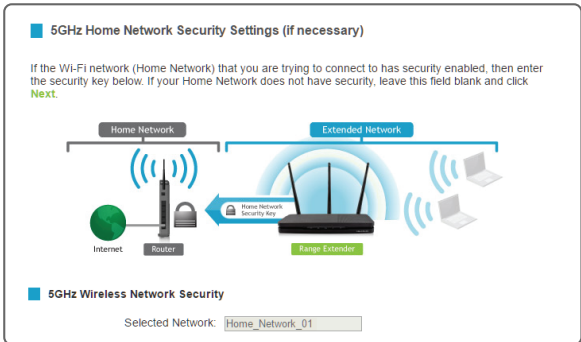 5GHz Home Network Security Settings (if necessary)
If the Wi-Fi network (Home Network) that you are trying to connect to has security enabled, then enter
the security key below. If your Home Network does not have security, leave this field blank and click
Next.
Home Network
Extended Network
Home Network
Security Key
Internet
Router
Range Extender
5GHz Wireless Network Security
Selected Network: Home_Network_01